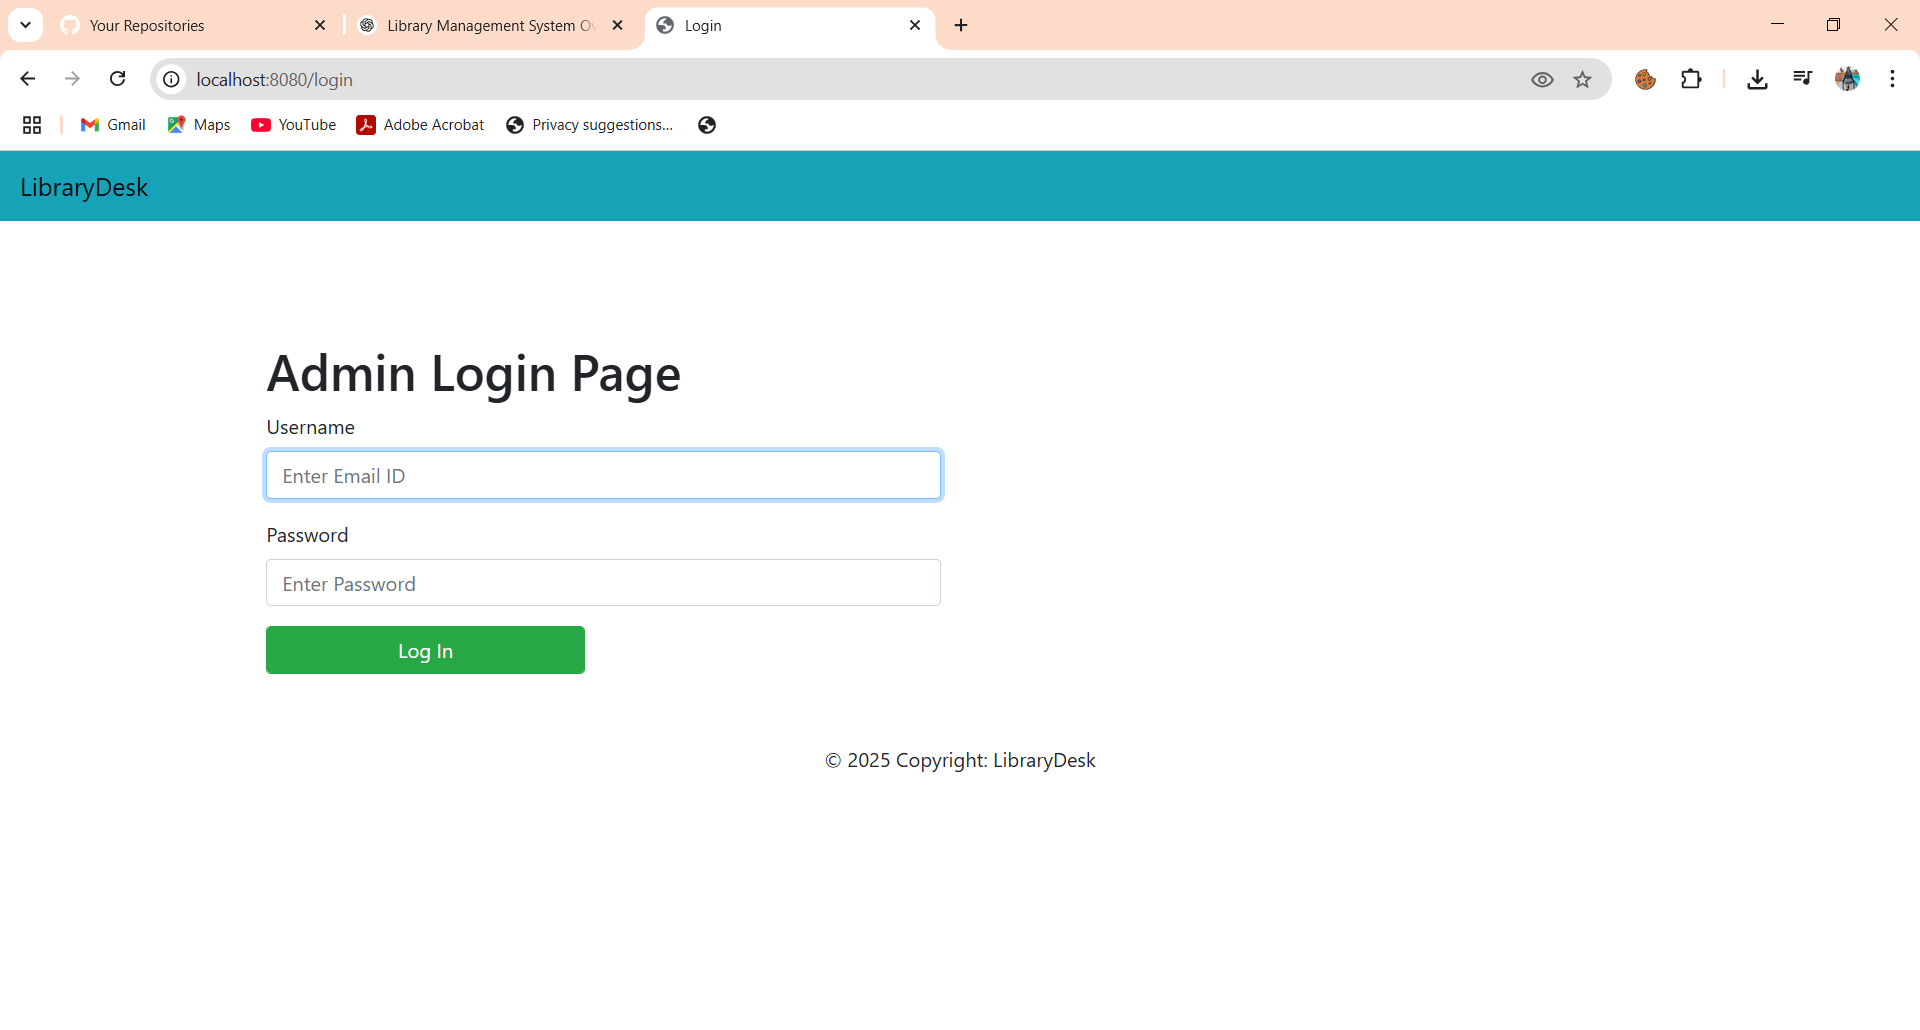 Your Repositories
Library Management System Ov
Login
localhost:8080/login
Gmail
Maps
YouTube
Adobe Acrobat
Privacy suggestions...
LibraryDesk
Admin Login Page
Username
Enter Email ID
Password
Enter Password
Log In
© 2025 Copyright: LibraryDesk